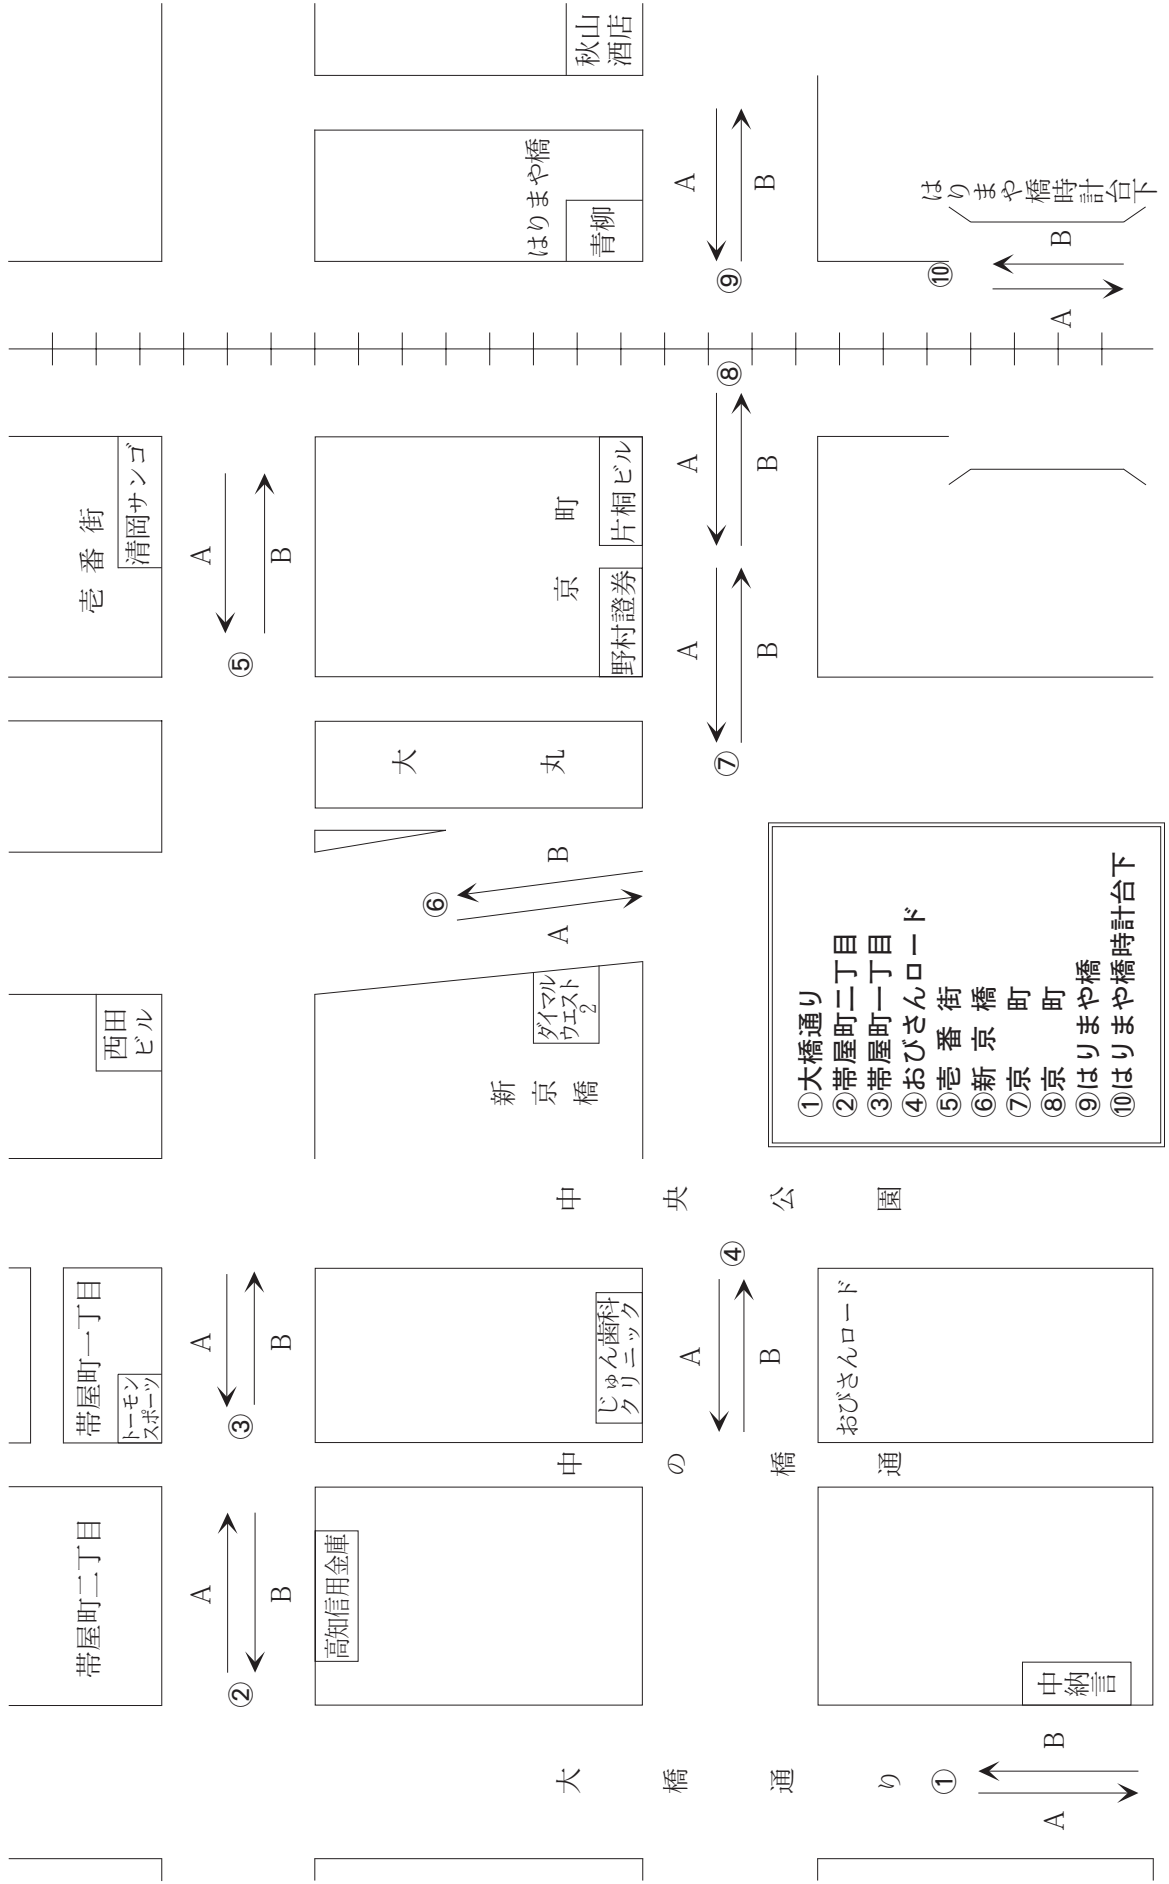 帯屋町二丁目
帯屋町一丁目
トーモン
スポーツ
西田
ビル
壱番街
清岡サンゴ
②
A
B
③
A
B
⑤
A
B
高知信用金庫
大丸
⑥
A
B
新京橋
ダイマル
ウエスト
2
京町
野村證券
片桐ビル
はりまや橋
青柳
秋山
酒店
じゅん歯科
クリニック
④
A
B
⑦
A
B
⑧
A
B
⑨
A
B
大橋通り
中の橋通
中央公園
おびさんロード
①
A
B
中納言
⑩
A
B
はりまや橋時計台下
①大橋通り
②帯屋町二丁目
③帯屋町一丁目
④おびさんロード
⑤壱番街
⑥新京橋
⑦京町
⑧京町
⑨はりまや橋
⑩はりまや橋時計台下